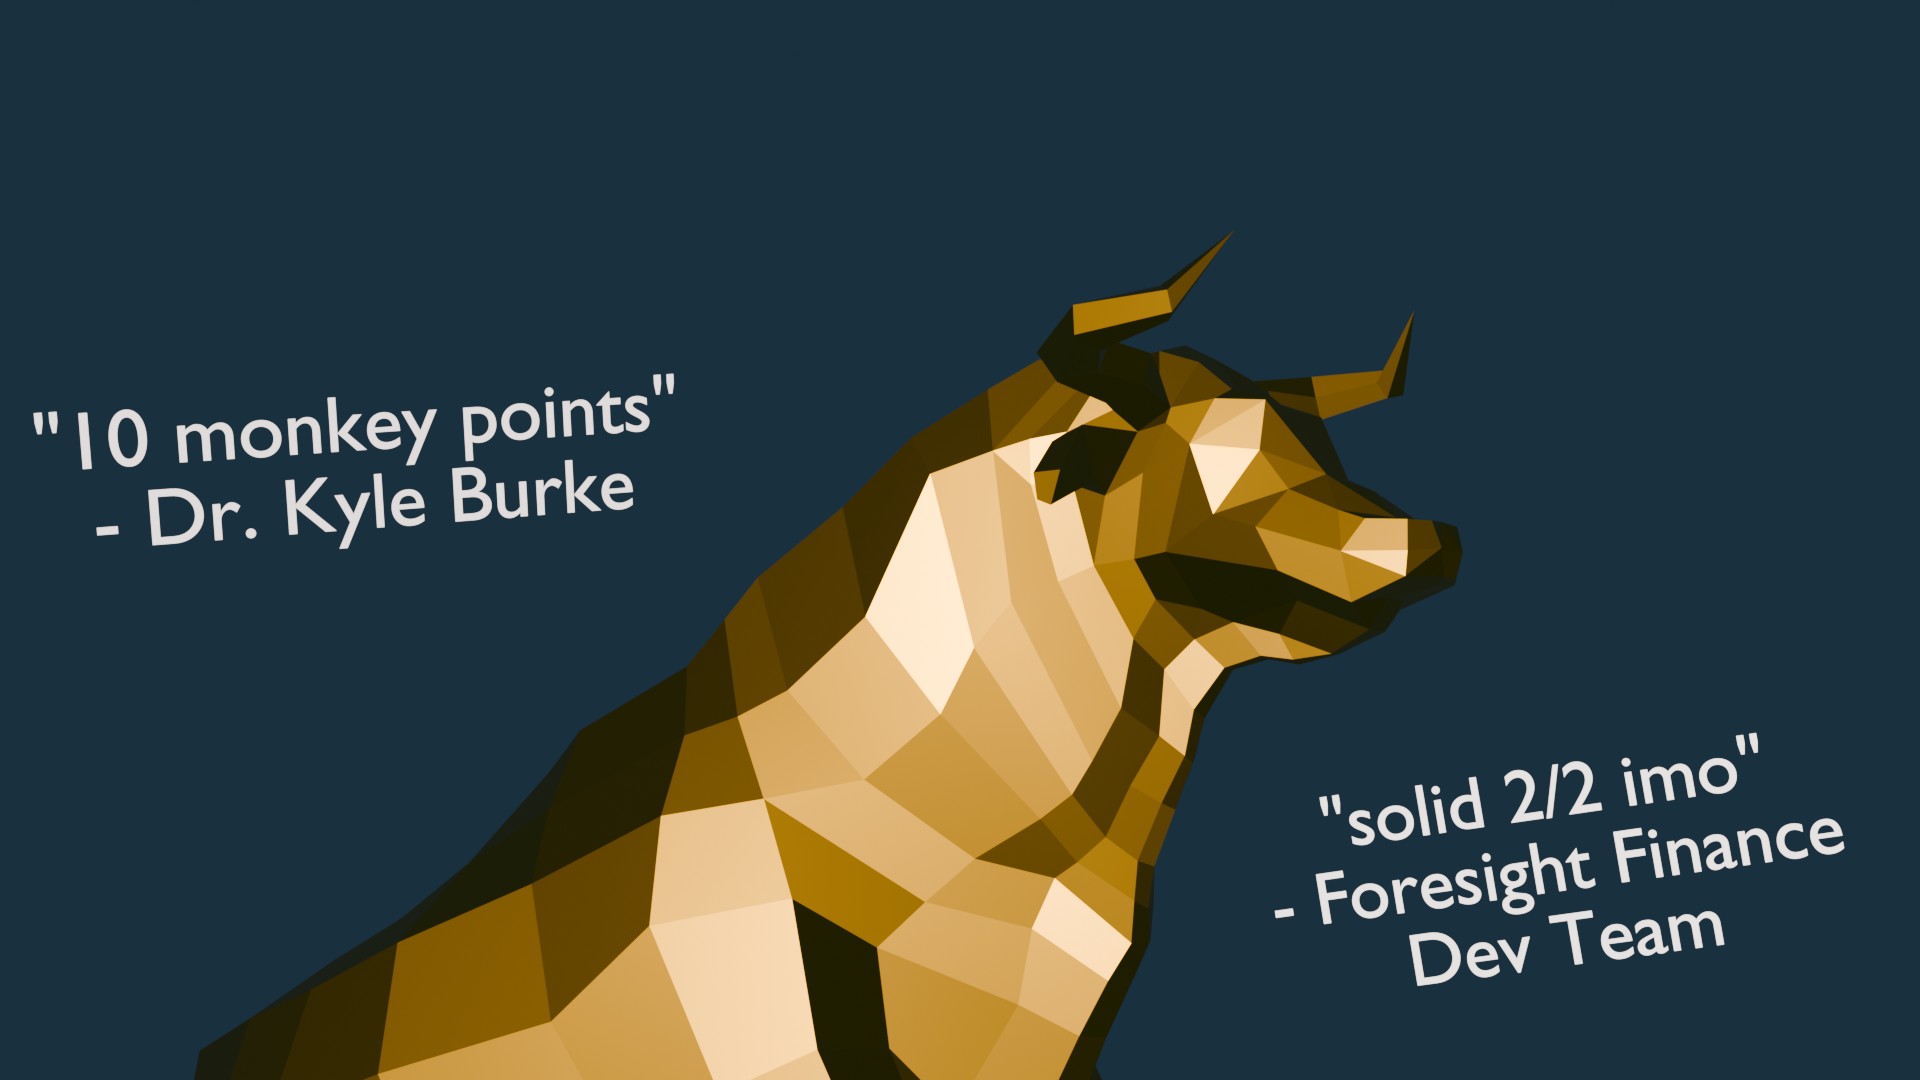 "10 monkey points"
- Dr. Kyle Burke
"solid 2/2 imo"
- Foresight Finance
Dev Team